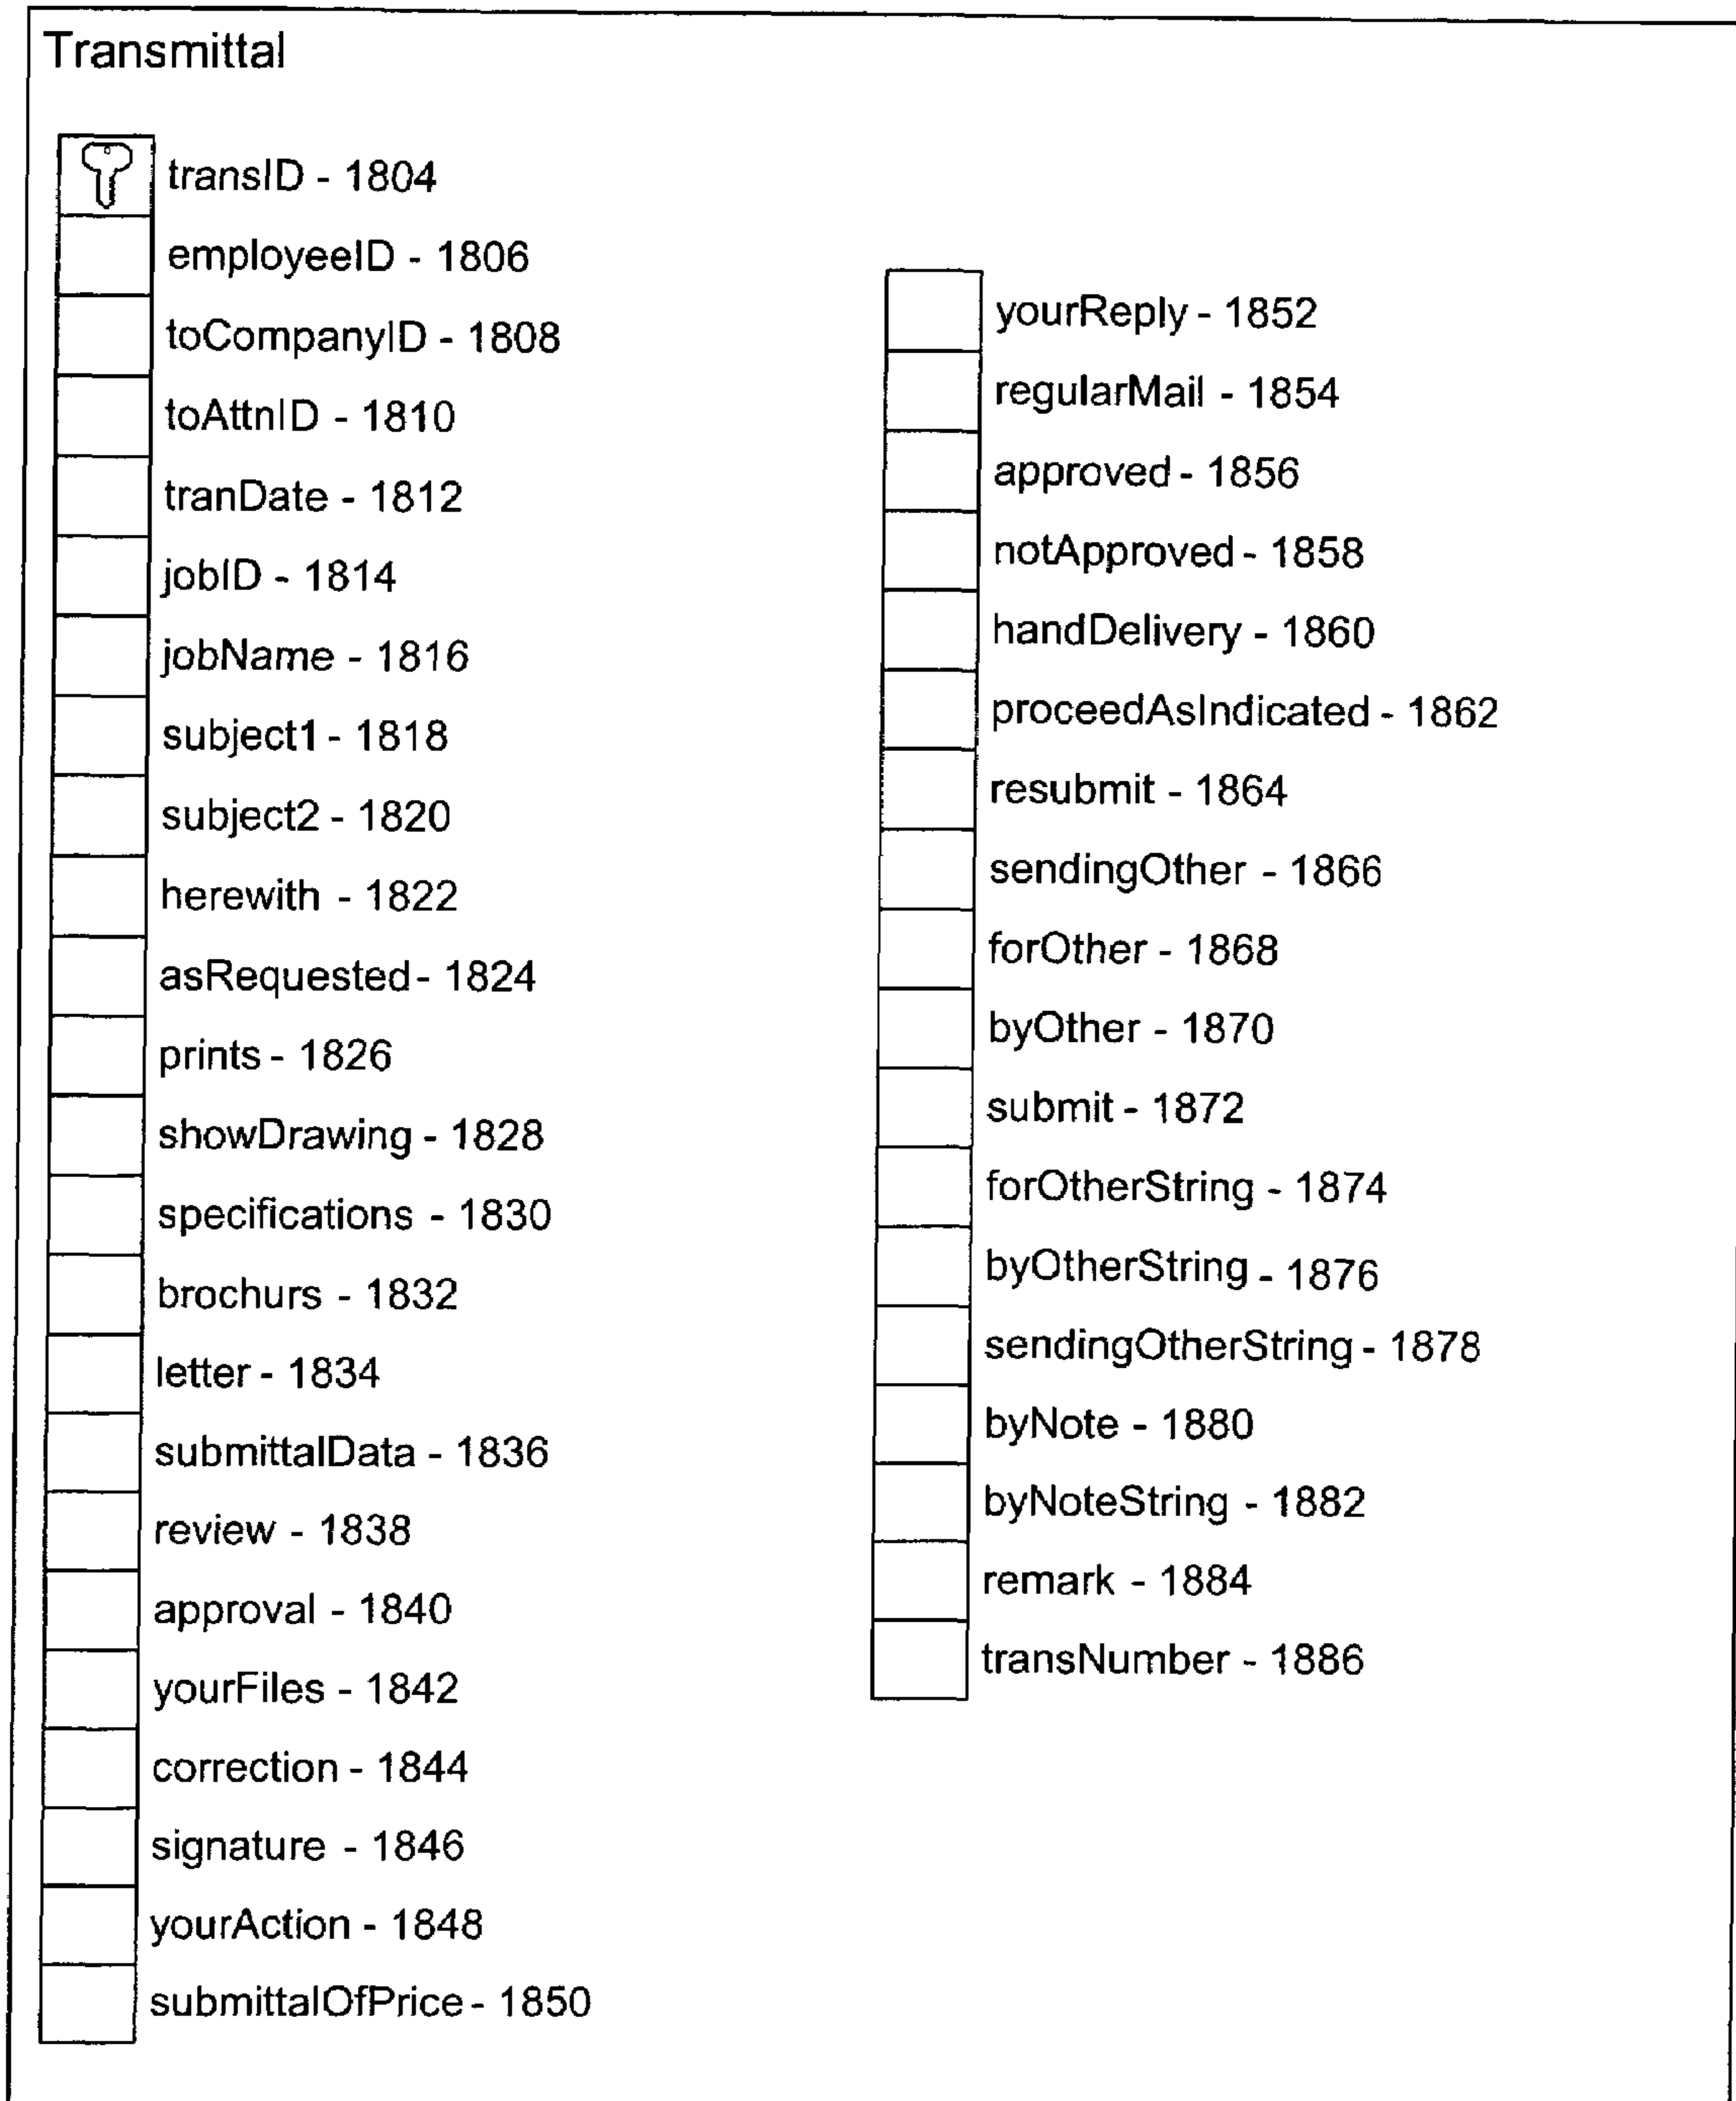 Transmittal
transID - 1804
employeeID - 1806
toCompanyID - 1808
toAttnID - 1810
tranDate - 1812
jobID - 1814
jobName - 1816
subject1 - 1818
subject2 - 1820
herewith - 1822
asRequested - 1824
prints - 1826
showDrawing - 1828
specifications - 1830
brochurs - 1832
letter - 1834
submittalData - 1836
review - 1838
approval - 1840
yourFiles - 1842
correction - 1844
signature - 1846
yourAction - 1848
submittalOfPrice - 1850
yourReply - 1852
regularMail - 1854
approved - 1856
notApproved - 1858
handDelivery - 1860
proceedAsIndicated - 1862
resubmit - 1864
sendingOther - 1866
forOther - 1868
byOther - 1870
submit - 1872
forOtherString - 1874
byOtherString - 1876
sendingOtherString - 1878
byNote - 1880
byNoteString - 1882
remark - 1884
transNumber - 1886